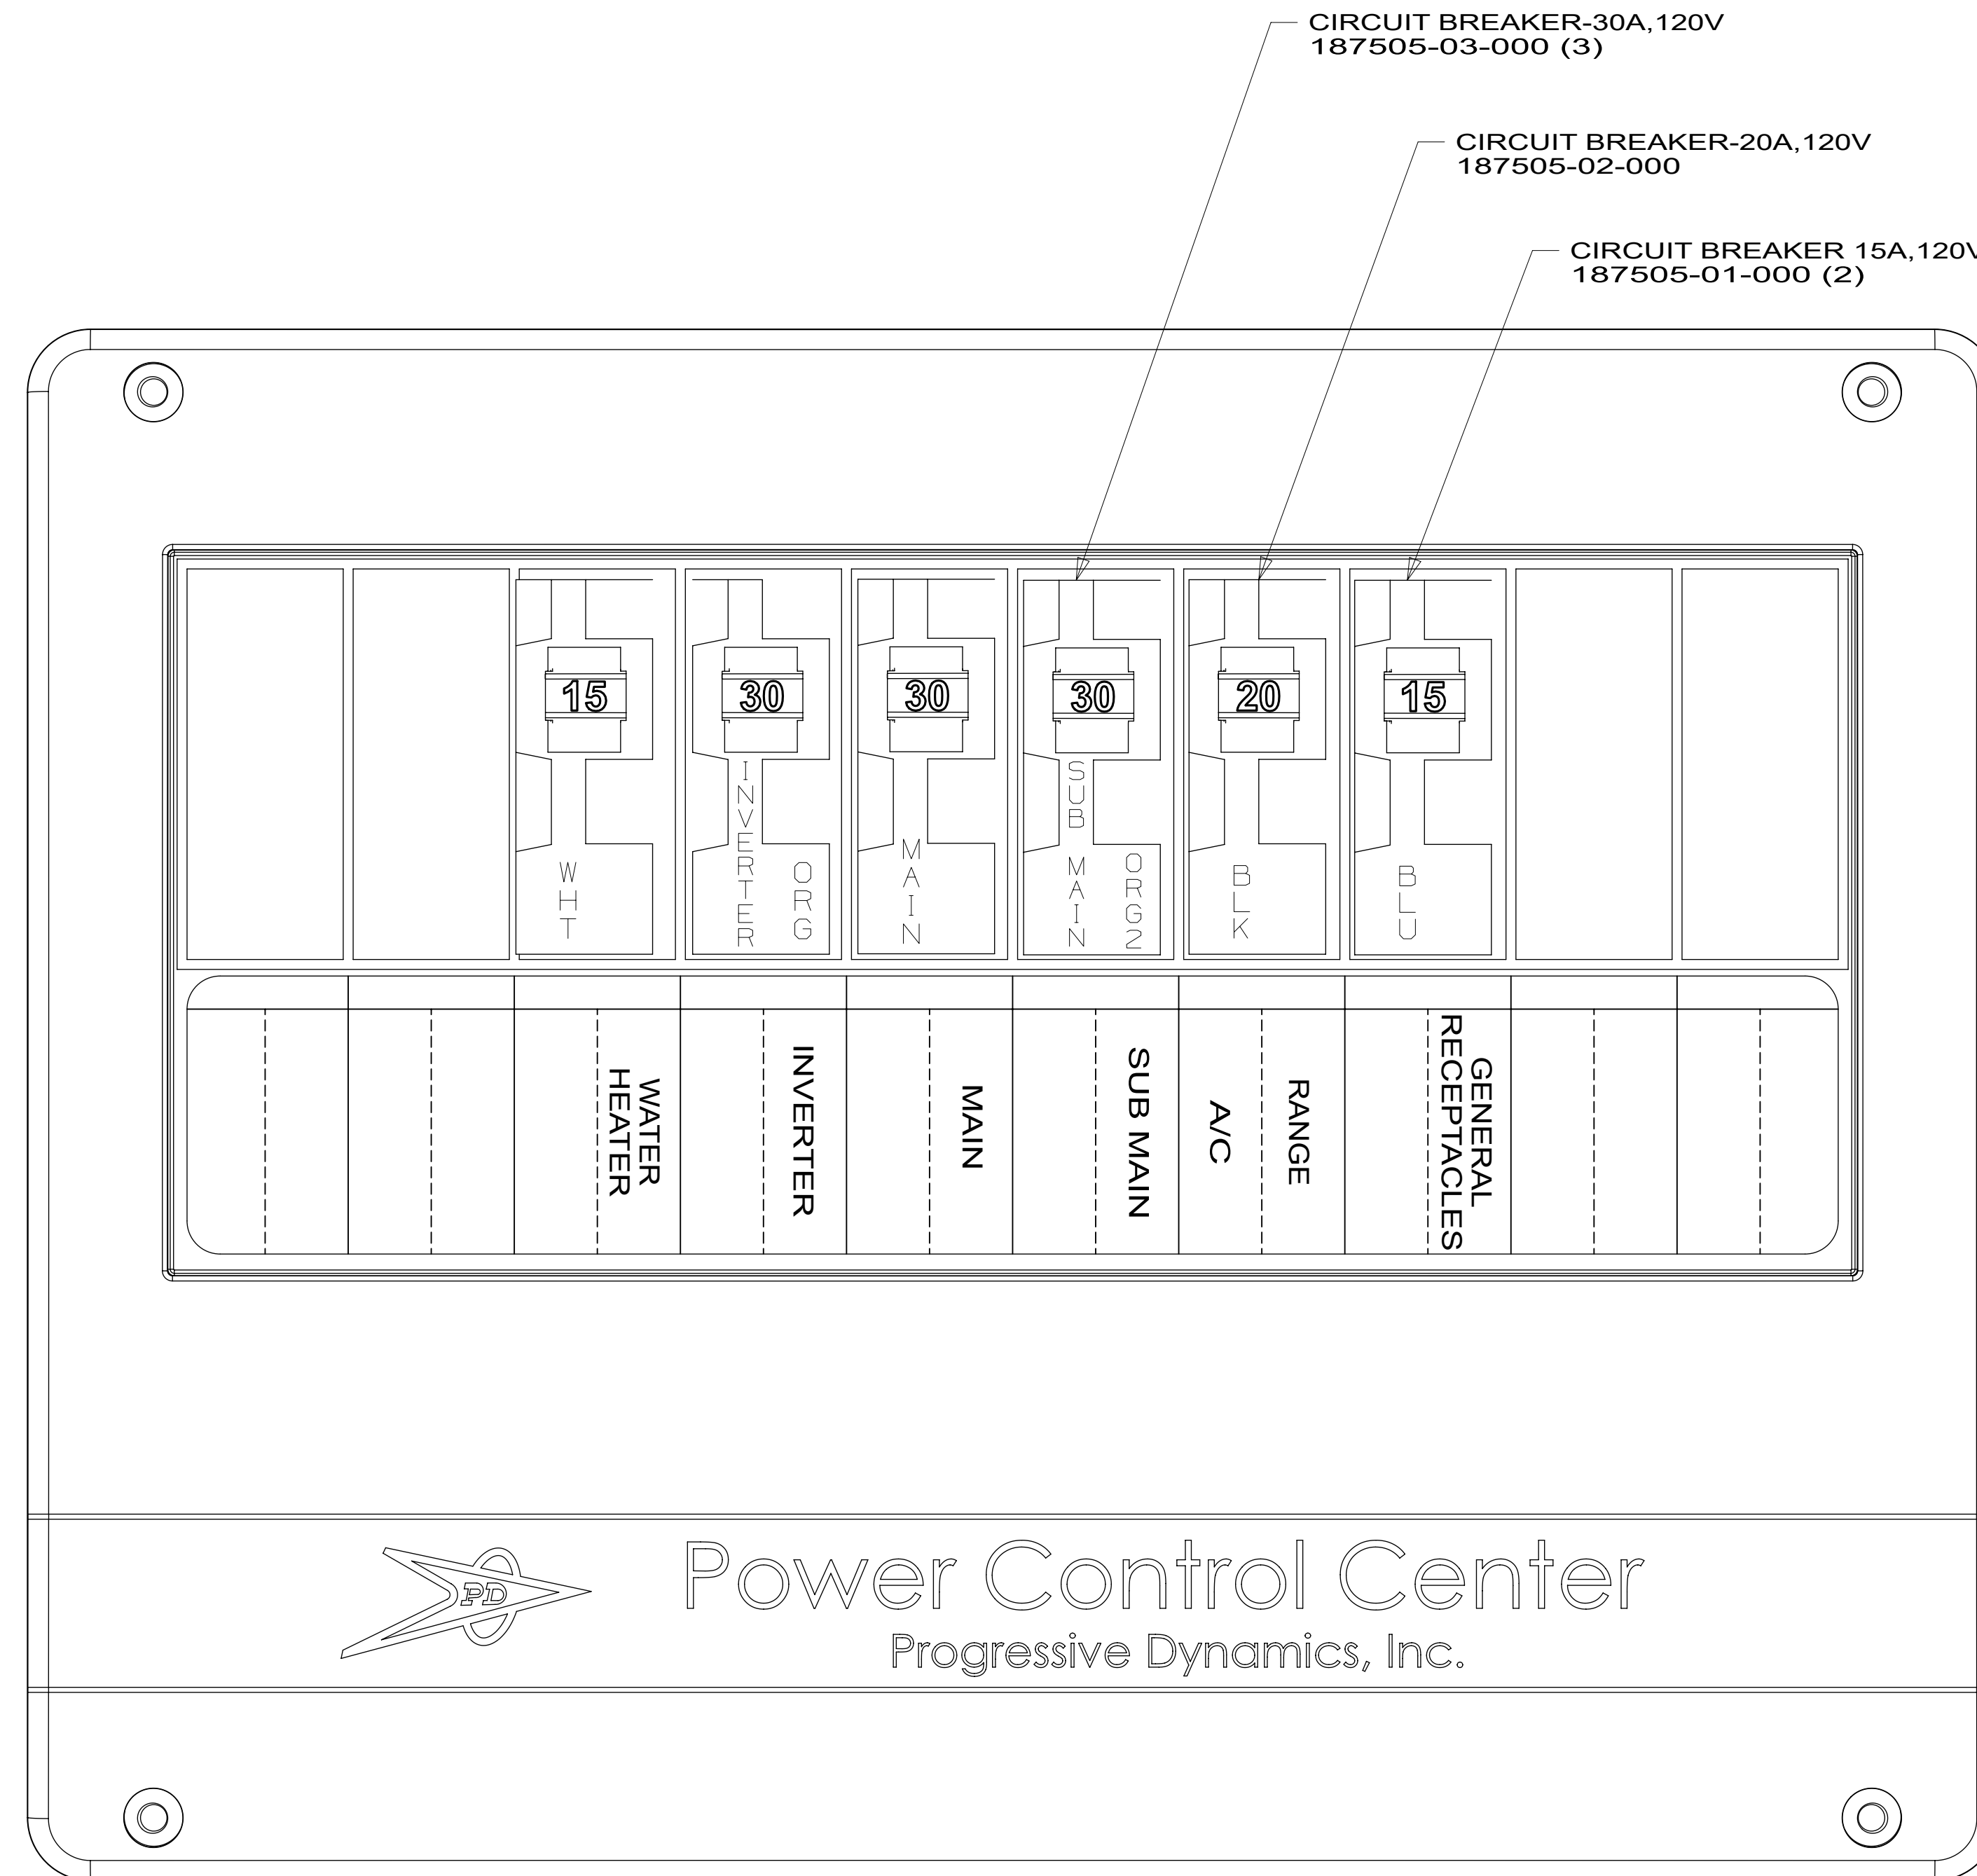 CIRCUIT BREAKER-30A,120V
187505-03-000 (3)
CIRCUIT BREAKER-20A,120V
187505-02-000
CIRCUIT BREAKER 15A,120V
187505-01-000 (2)
15
30
30
30
20
15
WHT
INVERTER
ORG
MAIN
SUB MAIN
ORG2
BLK
BLU
WATER
HEATER
INVERTER
MAIN
SUB MAIN
A/C
RANGE
GENERAL
RECEPTACLES
PD
Power Control Center
Progressive Dynamics, Inc.